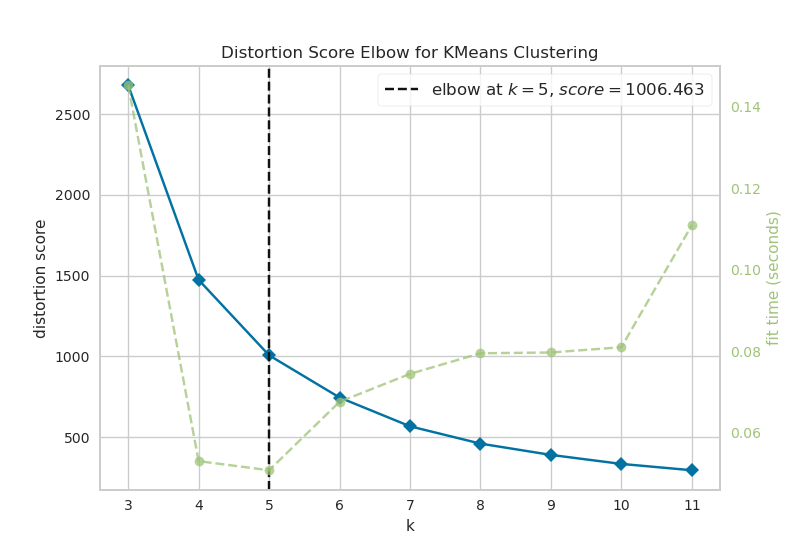 Distortion Score Elbow for KMeans Clustering
elbow at k = 5, score = 1006.463
distortion score
2500
2000
1500
1000
500
0.14
0.12
0.10
0.08
0.06
fit time (seconds)
3 4 5 6 7 8 9 10 11
k